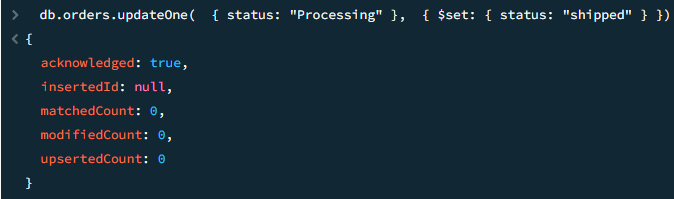 > db.orders.updateOne(  { status: "Processing" },  { $set: { status: "shipped" } })
< {
acknowledged: true,
insertedId: null,
matchedCount: 0,
modifiedCount: 0,
upsertedCount: 0
}